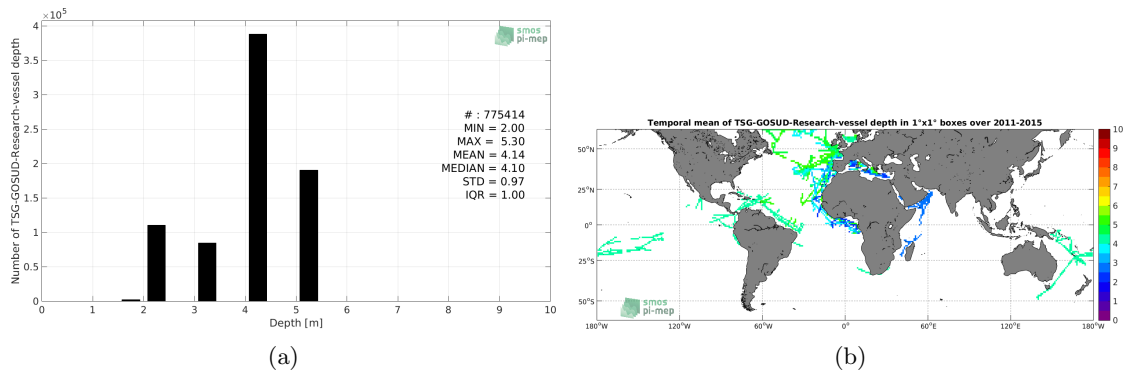 ×10⁵
4
3.5
3
2.5
2
1.5
1
0.5
0
Number of TSG-GOSUD-Research-vessel depth
smos
pi-mep
# : 775414
MIN = 2.00
MAX = 5.30
MEAN = 4.14
MEDIAN = 4.10
STD = 0.97
IQR = 1.00
0 1 2 3 4 5 6 7 8 9 10
Depth [m]
(a)
Temporal mean of TSG-GOSUD-Research-vessel depth in 1°x1° boxes over 2011-2015
50°N
25°N
0°
25°S
50°S
smos
pi-mep
180°W 120°W 60°W 0° 60°E 120°E 180°W
10
9
8
7
6
5
4
3
2
1
0
(b)